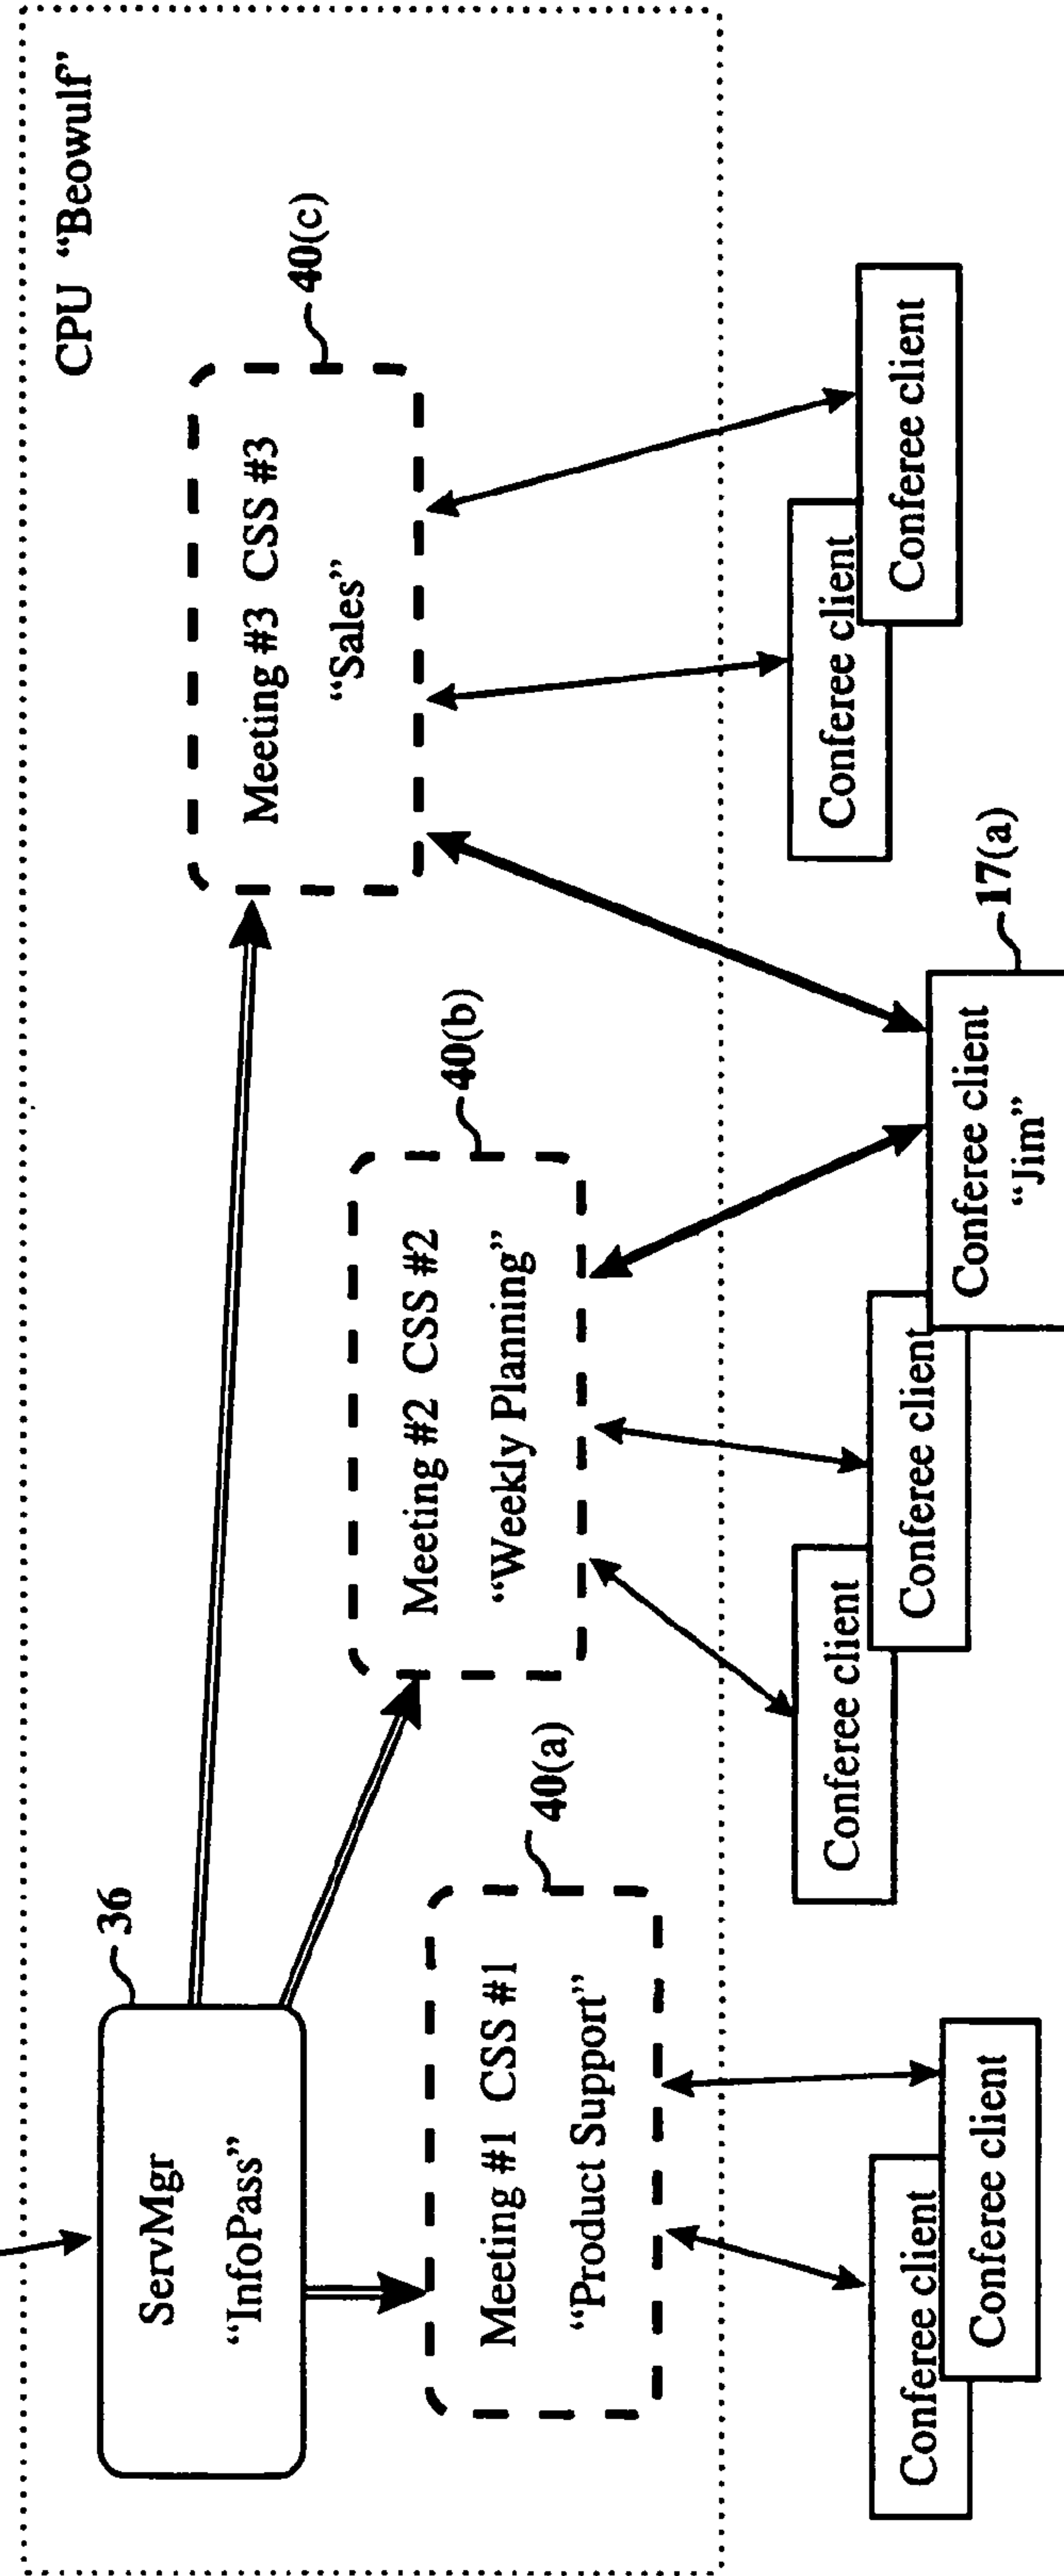 CPU “Beowulf”
36
ServMgr
“InfoPass”
40(a)
Meeting #1 CSS #1
“Product Support”
40(b)
Meeting #2 CSS #2
“Weekly Planning”
40(c)
Meeting #3 CSS #3
“Sales”
Conferee client
Conferee client
Conferee client
Conferee client
Conferee client
“Jim”
17(a)
Conferee client
Conferee client